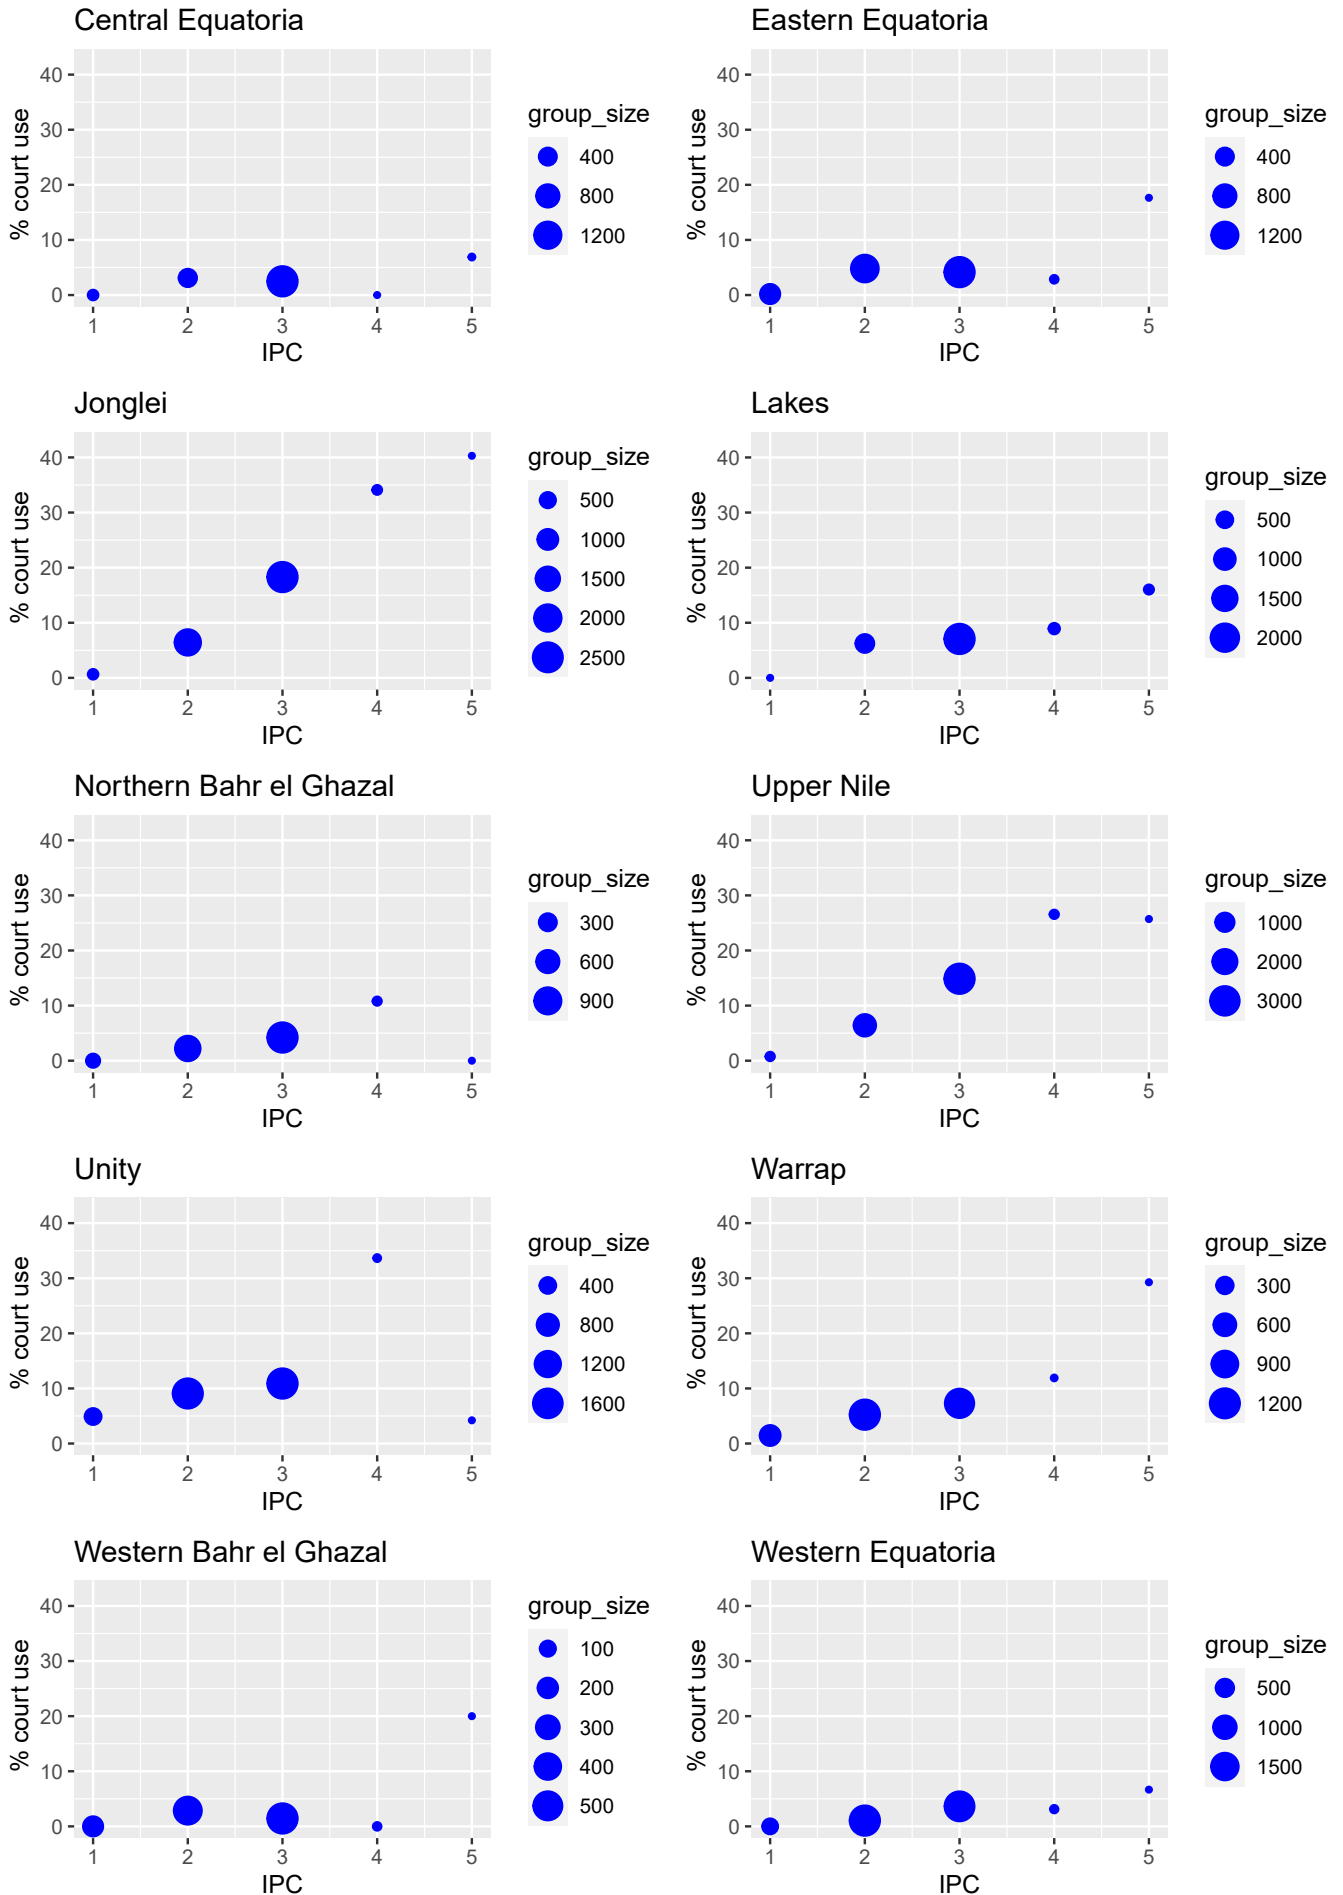 Central Equatoria
% court use
40
30
20
10
0
1 2 3 4 5
IPC
group_size
400
800
1200
Eastern Equatoria
% court use
40
30
20
10
0
1 2 3 4 5
IPC
group_size
400
800
1200
Jonglei
% court use
40
30
20
10
0
1 2 3 4 5
IPC
group_size
500
1000
1500
2000
2500
Lakes
% court use
40
30
20
10
0
1 2 3 4 5
IPC
group_size
500
1000
1500
2000
Northern Bahr el Ghazal
% court use
40
30
20
10
0
1 2 3 4 5
IPC
group_size
300
600
900
Upper Nile
% court use
40
30
20
10
0
1 2 3 4 5
IPC
group_size
1000
2000
3000
Unity
% court use
40
30
20
10
0
1 2 3 4 5
IPC
group_size
400
800
1200
1600
Warrap
% court use
40
30
20
10
0
1 2 3 4 5
IPC
group_size
300
600
900
1200
Western Bahr el Ghazal
% court use
40
30
20
10
0
1 2 3 4 5
IPC
group_size
100
200
300
400
500
Western Equatoria
% court use
40
30
20
10
0
1 2 3 4 5
IPC
group_size
500
1000
1500